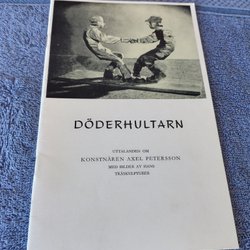 DÖDERHULTARN
UTTALANDEN OM
KONSTNÄREN AXEL PETERSSON
MED BILDER AV HANS
TRÄSKULPTURER